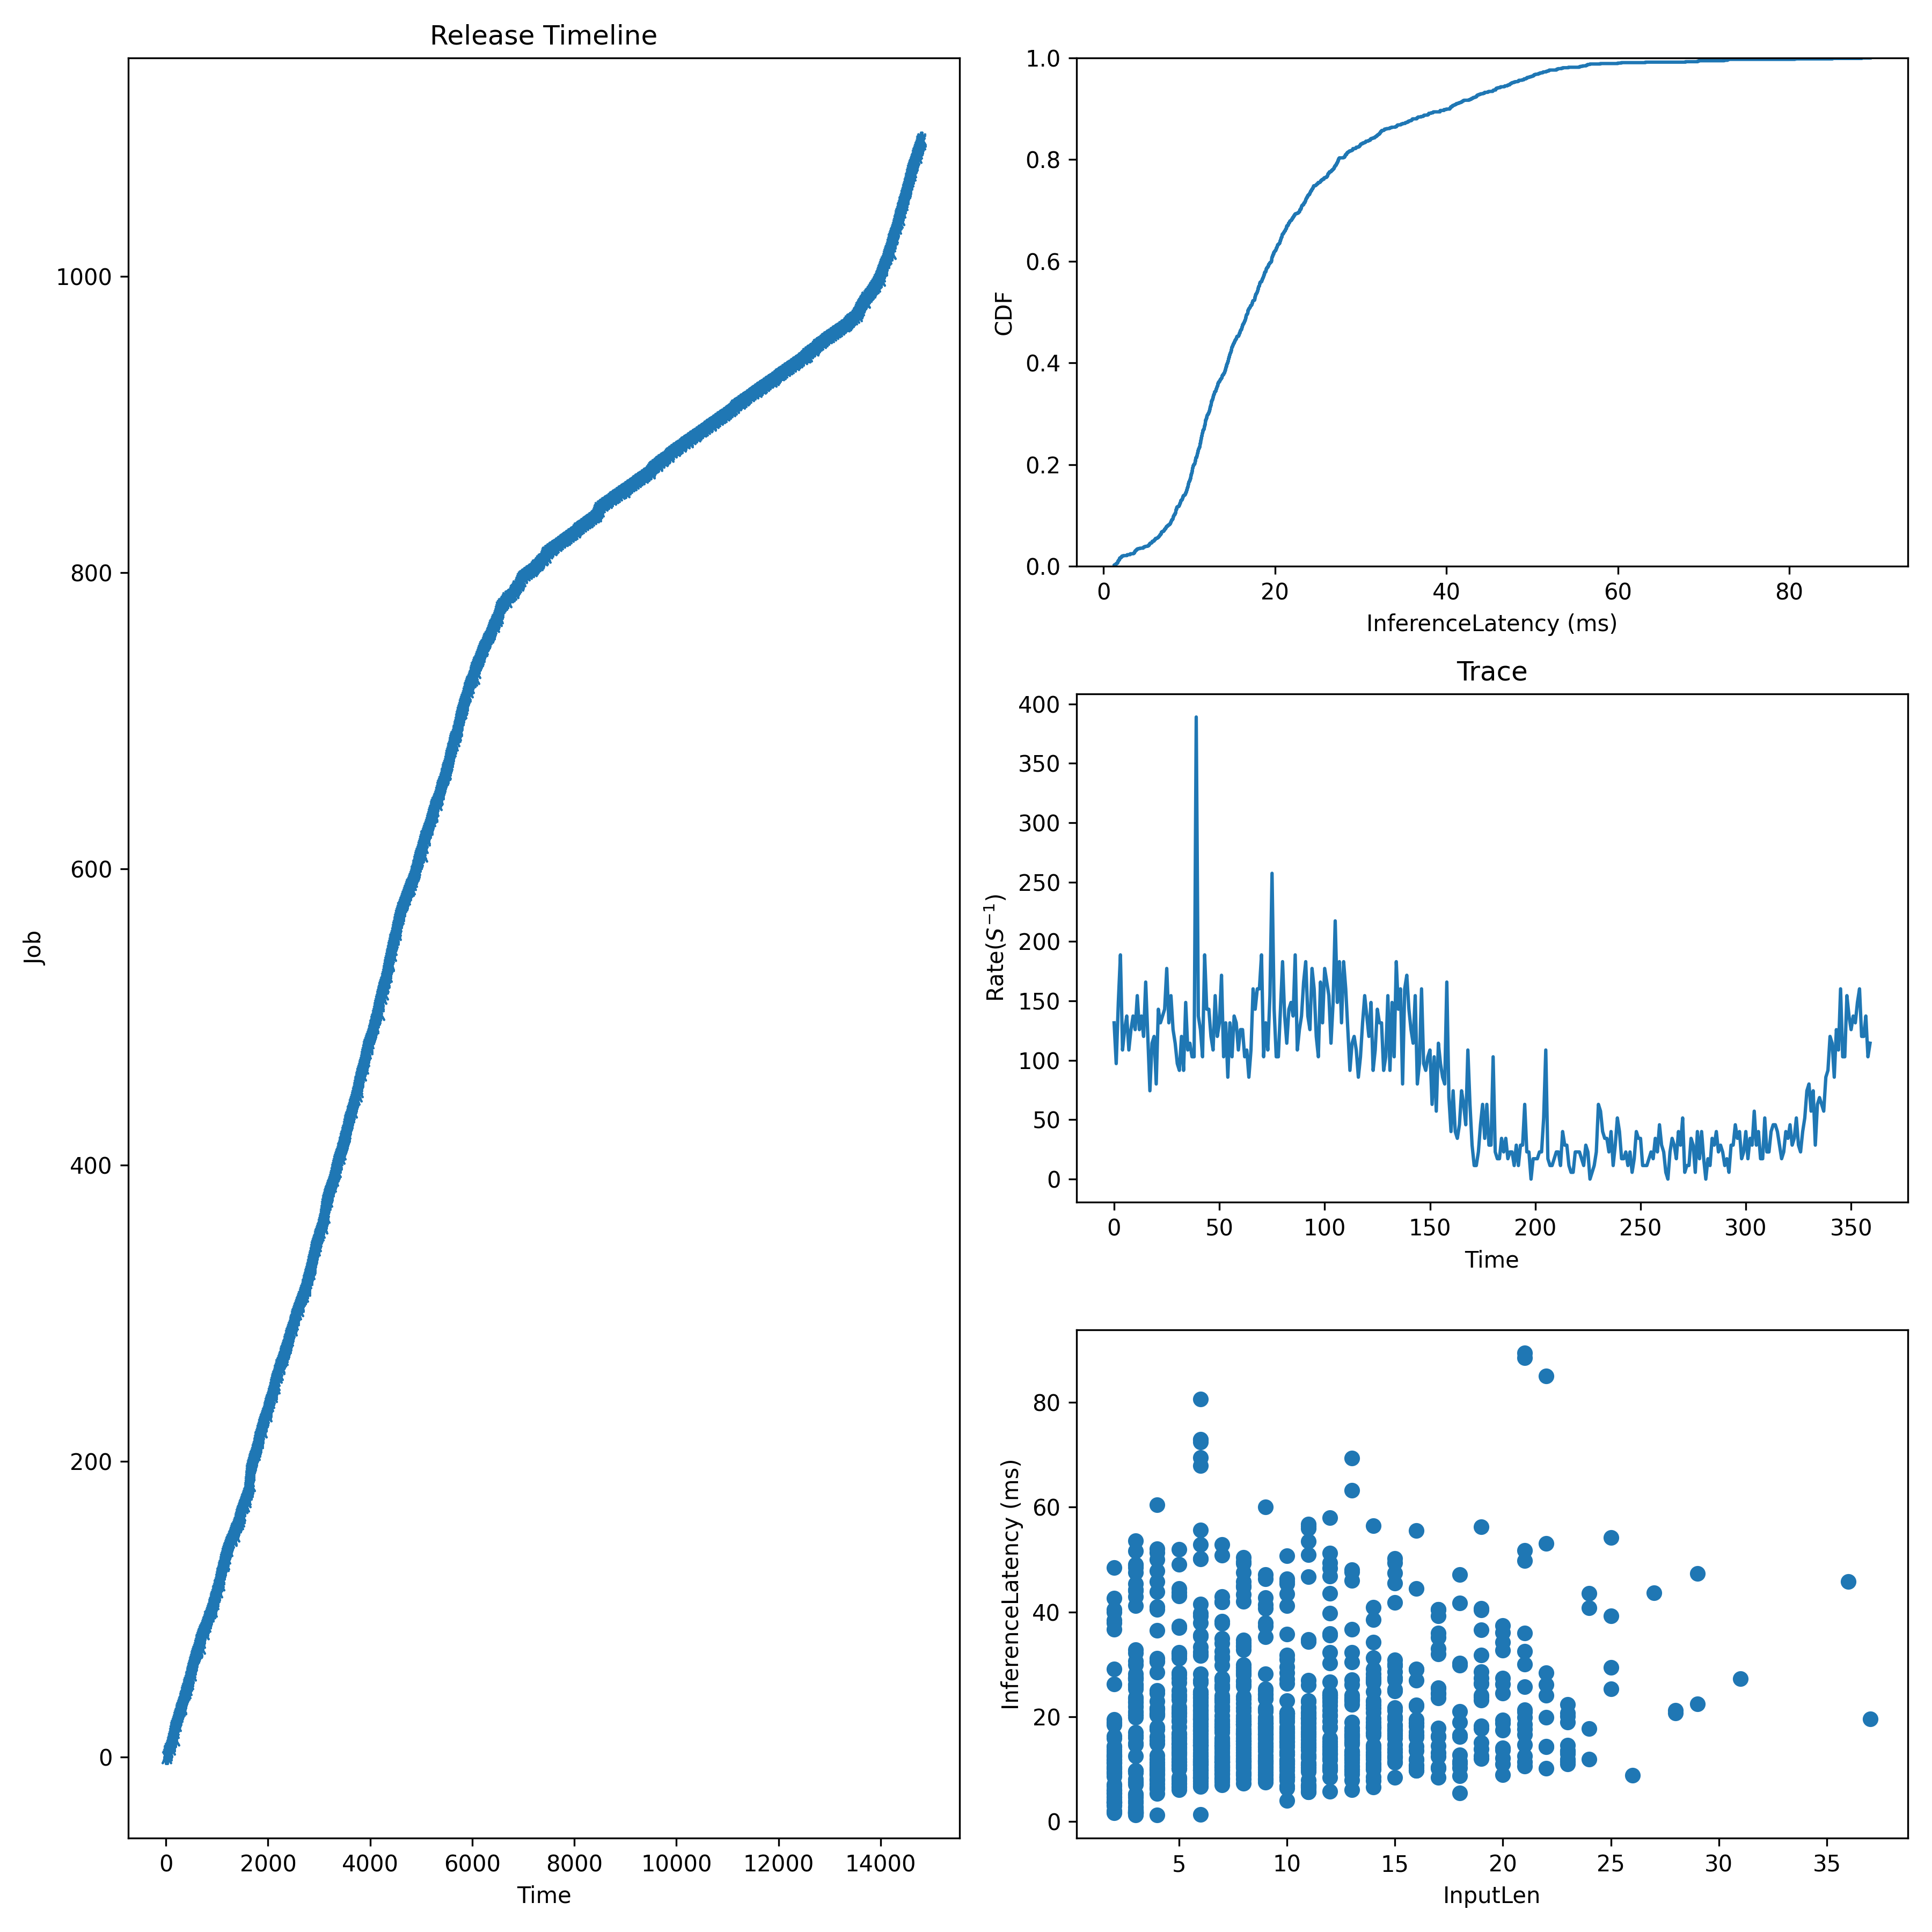 Release Timeline
Job
1000
800
600
400
200
0
0 2000 4000 6000 8000 10000 12000 14000
Time
CDF
1.0
0.8
0.6
0.4
0.2
0.0
0 20 40 60 80
InferenceLatency (ms)
Trace
Rate(S⁻¹)
400
350
300
250
200
150
100
50
0
0 50 100 150 200 250 300 350
Time
InferenceLatency (ms)
80
60
40
20
0
5 10 15 20 25 30 35
InputLen